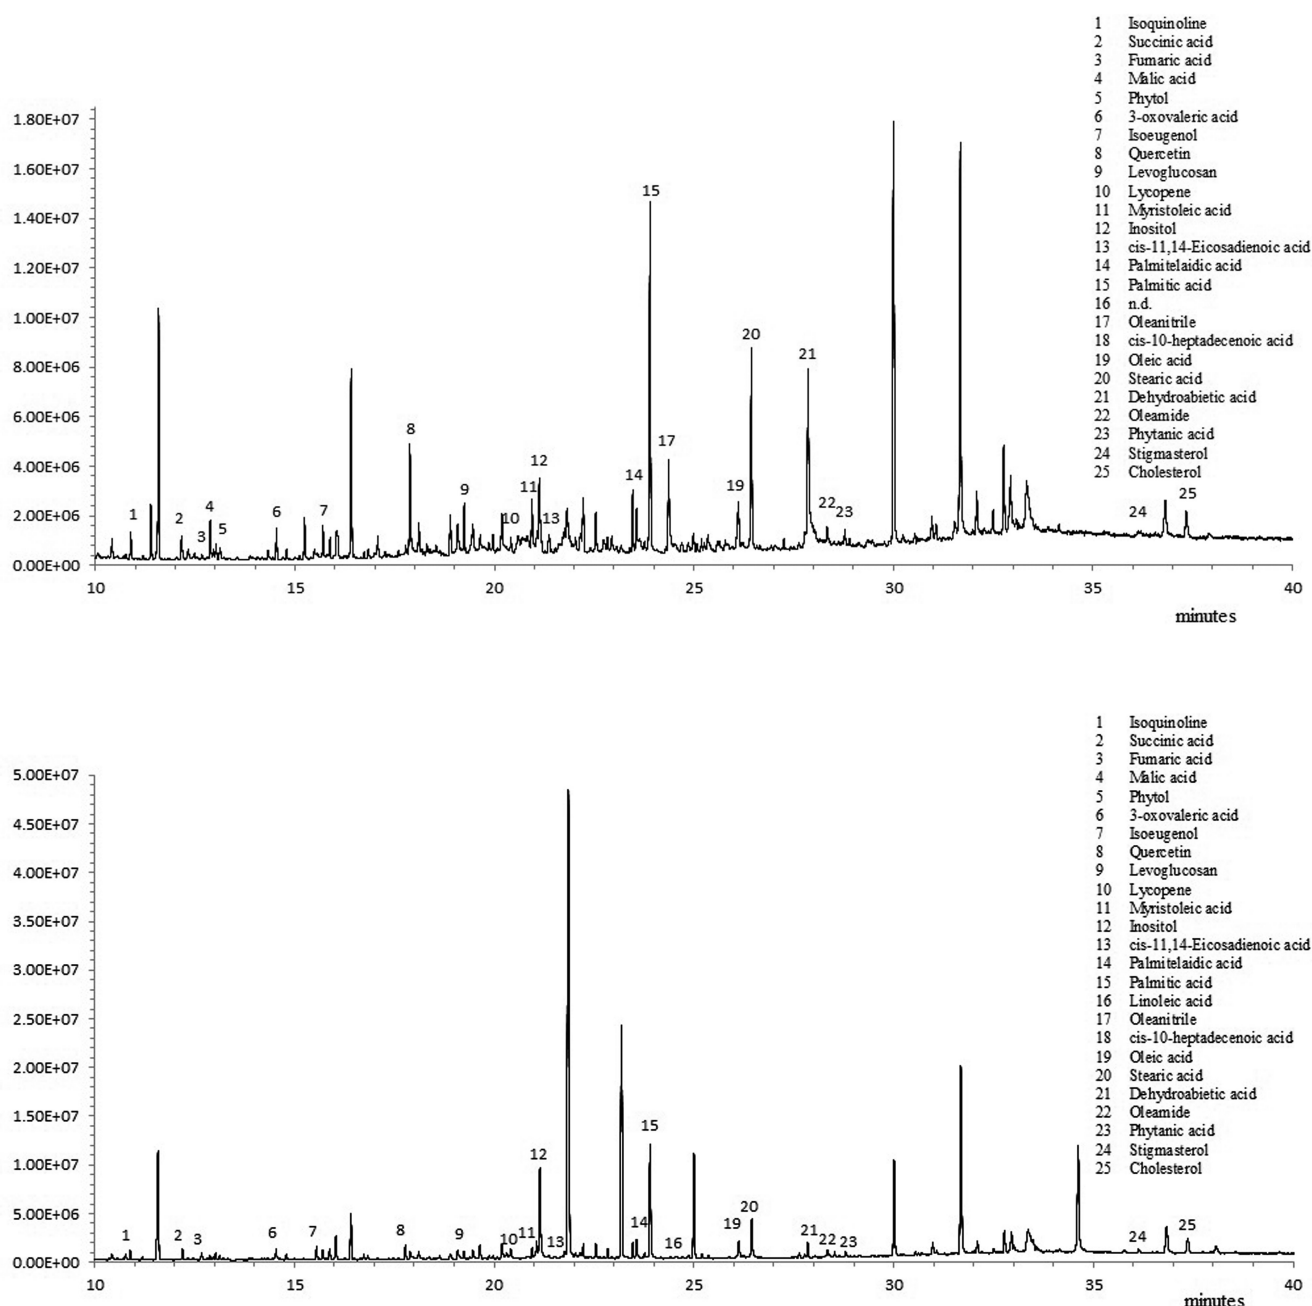 1 Isoquinoline
2 Succinic acid
3 Fumaric acid
4 Malic acid
5 Phytol
6 3-oxovaleric acid
7 Isoeugenol
8 Quercetin
9 Levoglucosan
10 Lycopene
11 Myristoleic acid
12 Inositol
13 cis-11,14-Eicosadienoic acid
14 Palmitelaidic acid
15 Palmitic acid
16 n.d.
17 Oleanitrile
18 cis-10-heptadecenoic acid
19 Oleic acid
20 Stearic acid
21 Dehydroabietic acid
22 Oleamide
23 Phytanic acid
24 Stigmasterol
25 Cholesterol
1.80E+07
1.60E+07
1.40E+07
1.20E+07
1.00E+07
8.00E+06
6.00E+06
4.00E+06
2.00E+06
0.00E+00
1
2
3
4
5
6
7
8
9
10
11
12
13
14
15
17
19
20
21
22
23
24
25
10 15 20 25 30 35 40
minutes
1 Isoquinoline
2 Succinic acid
3 Fumaric acid
4 Malic acid
5 Phytol
6 3-oxovaleric acid
7 Isoeugenol
8 Quercetin
9 Levoglucosan
10 Lycopene
11 Myristoleic acid
12 Inositol
13 cis-11,14-Eicosadienoic acid
14 Palmitelaidic acid
15 Palmitic acid
16 Linoleic acid
17 Oleanitrile
18 cis-10-heptadecenoic acid
19 Oleic acid
20 Stearic acid
21 Dehydroabietic acid
22 Oleamide
23 Phytanic acid
24 Stigmasterol
25 Cholesterol
5.00E+07
4.50E+07
4.00E+07
3.50E+07
3.00E+07
2.50E+07
2.00E+07
1.50E+07
1.00E+07
5.00E+06
0.00E+00
1
2
3
6
7
8
9
10
11
12
13
14
15
16
19
20
21
22
23
24
25
10 15 20 25 30 35 40
minutes